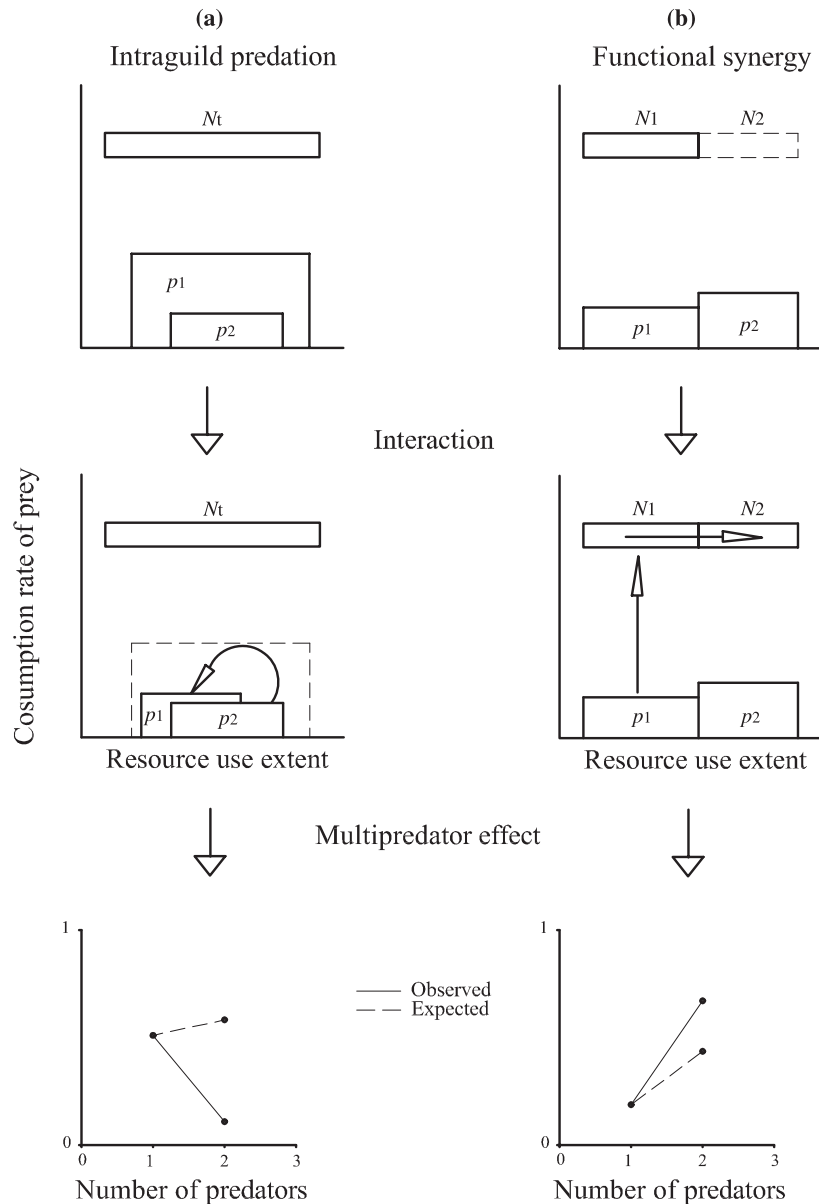 (a)
Intraguild predation
Nt
p1
p2
(b)
Functional synergy
N1 N2
p1 p2
Interaction
Cosumption rate of prey
Nt
p1 p2
Resource use extent
N1 N2
p1 p2
Resource use extent
Multipredator effect
1
0
0 1 2 3
Number of predators
Observed
Expected
1
0
0 1 2 3
Number of predators